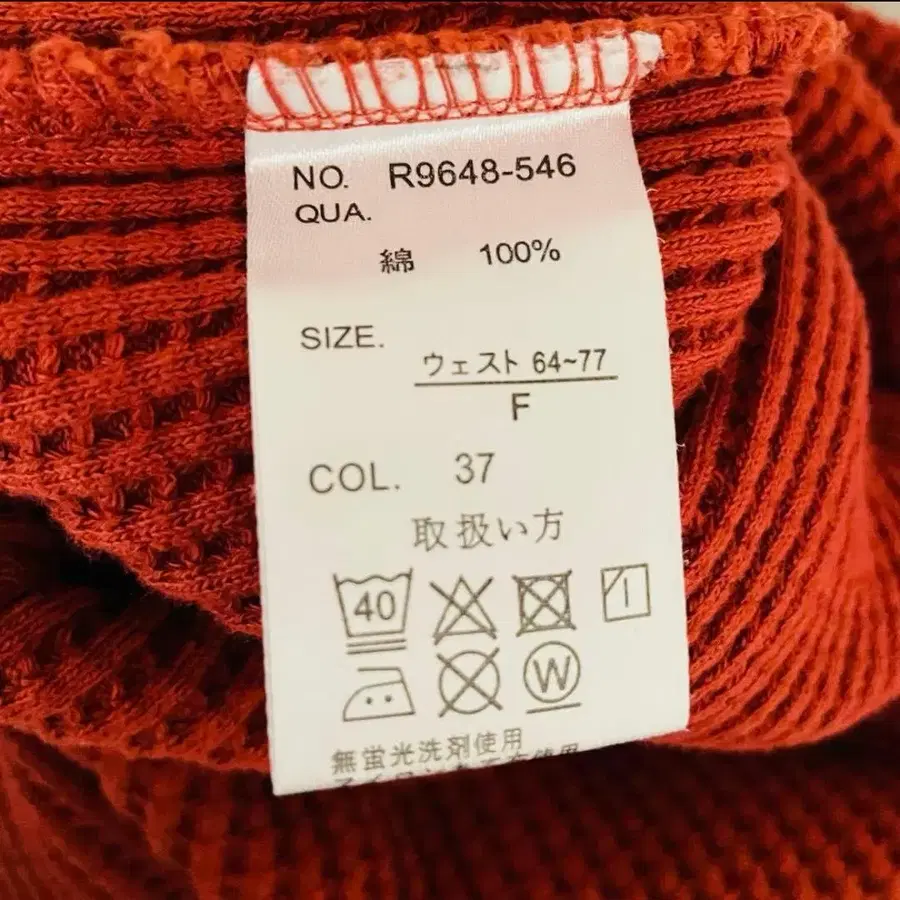 NO. R9648-546
QUA.
綿 100%
SIZE.
ウェスト 64~77
F
COL. 37
取扱い方
40
W
無蛍光洗剤使用